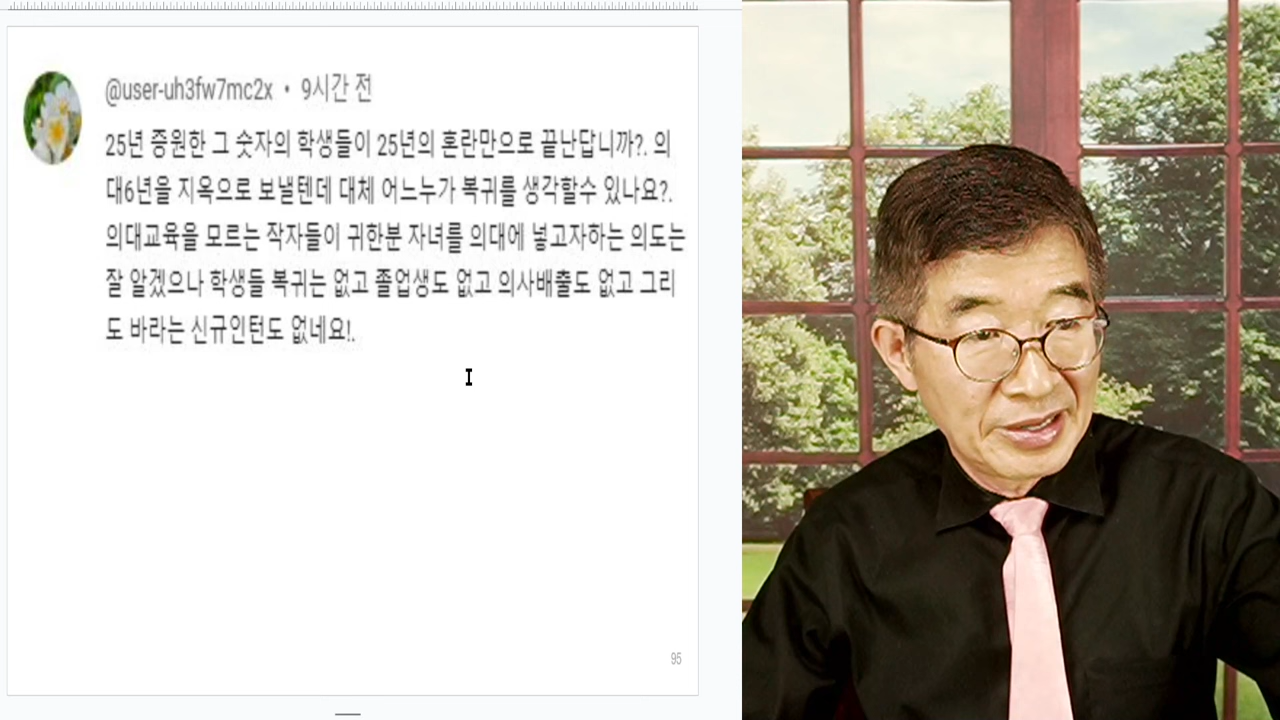 @user-uh3fw7mc2x • 9시간 전
25년 증원한 그 숫자의 학생들이 25년의 혼란만으로 끝난답니까?. 의
대6년을 지옥으로 보낼텐데 대체 어느누가 복귀를 생각할수 있나요?.
의대교육을 모르는 작자들이 귀한분 자녀를 의대에 넣고자하는 의도는
잘 알겠으나 학생들 복귀는 없고 졸업생도 없고 의사배출도 없고 그리
도 바라는 신규인턴도 없네요!.
95